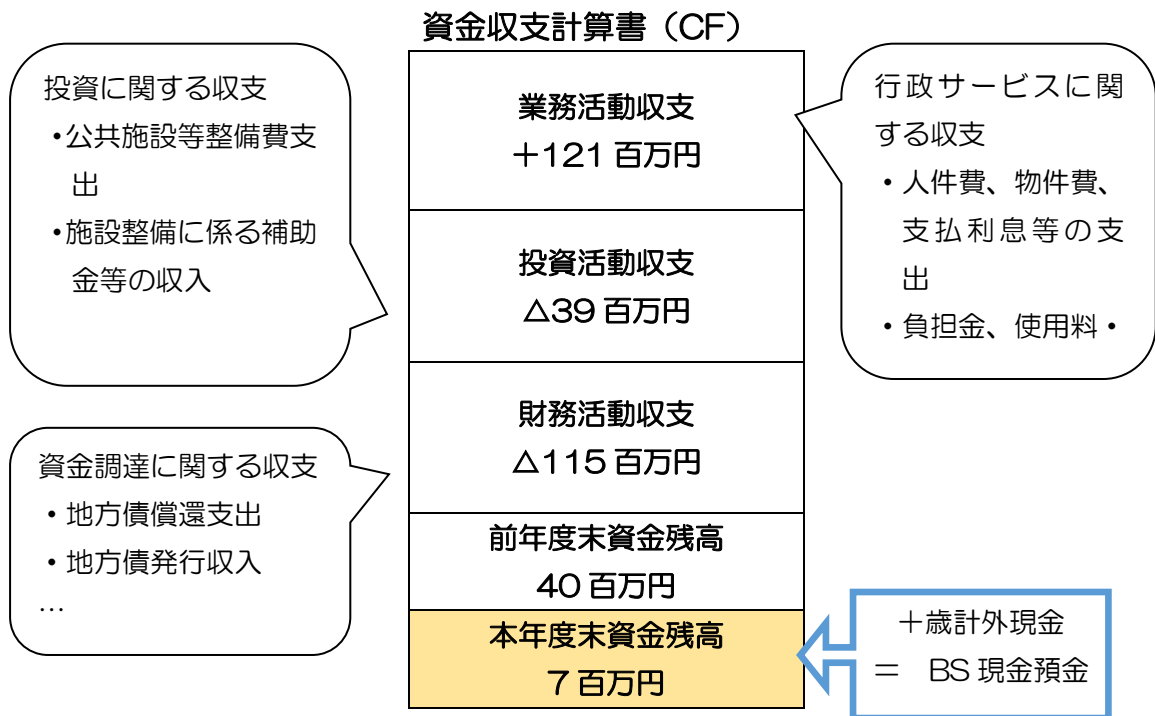 資金収支計算書（CF）
投資に関する収支
・公共施設等整備費支
出
・施設整備に係る補助
金等の収入
業務活動収支
＋121 百万円
行政サービスに関
する収支
・人件費、物件費、
支払利息等の支
出
・負担金、使用料・
投資活動収支
△39 百万円
財務活動収支
△115 百万円
資金調達に関する収支
・地方債償還支出
・地方債発行収入
…
前年度末資金残高
40 百万円
本年度末資金残高
7 百万円
＋歳計外現金
＝　BS 現金預金